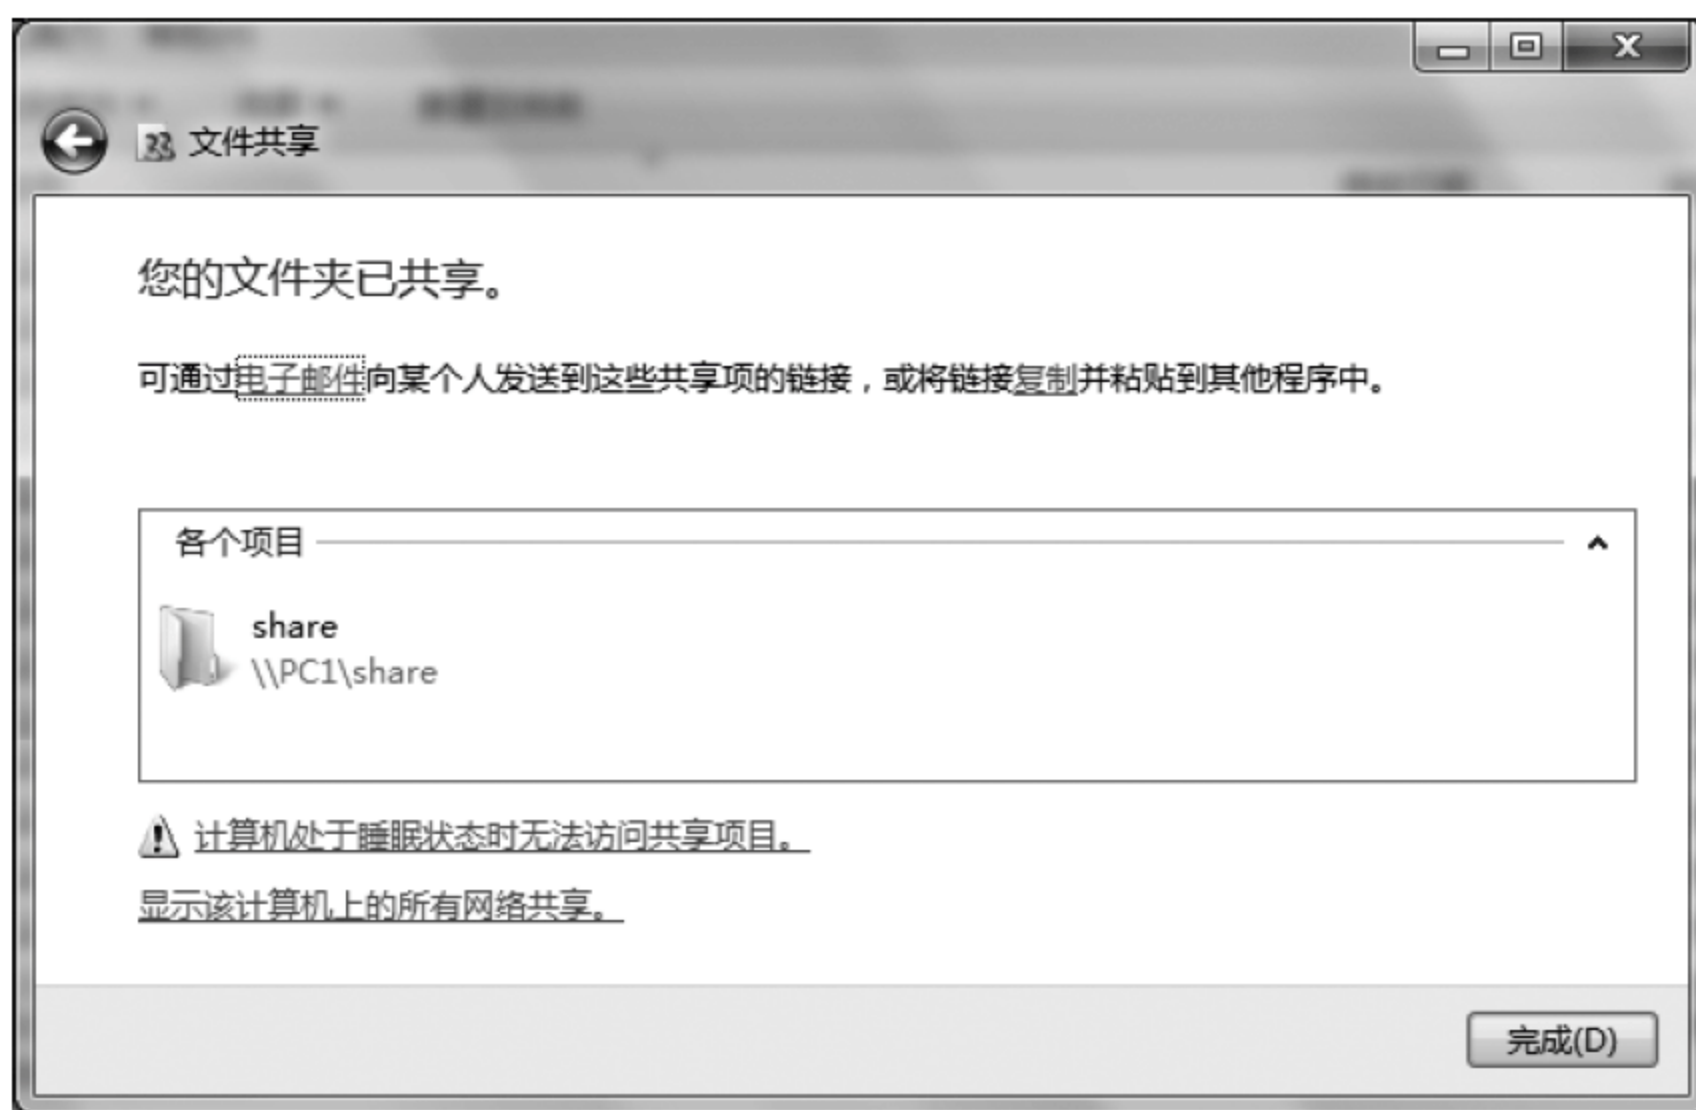 文件共享
您的文件夹已共享。
可通过电子邮件向某个人发送到这些共享项的链接，或将链接复制并粘贴到其他程序中。
各个项目
share
\\PC1\share
计算机处于睡眠状态时无法访问共享项目。
显示该计算机上的所有网络共享。
完成(D)